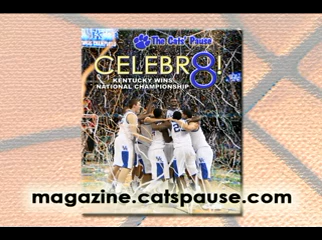 The Cats' Pause
CELEBR8!
KENTUCKY WINS
NATIONAL CHAMPIONSHIP
magazine.catspause.com